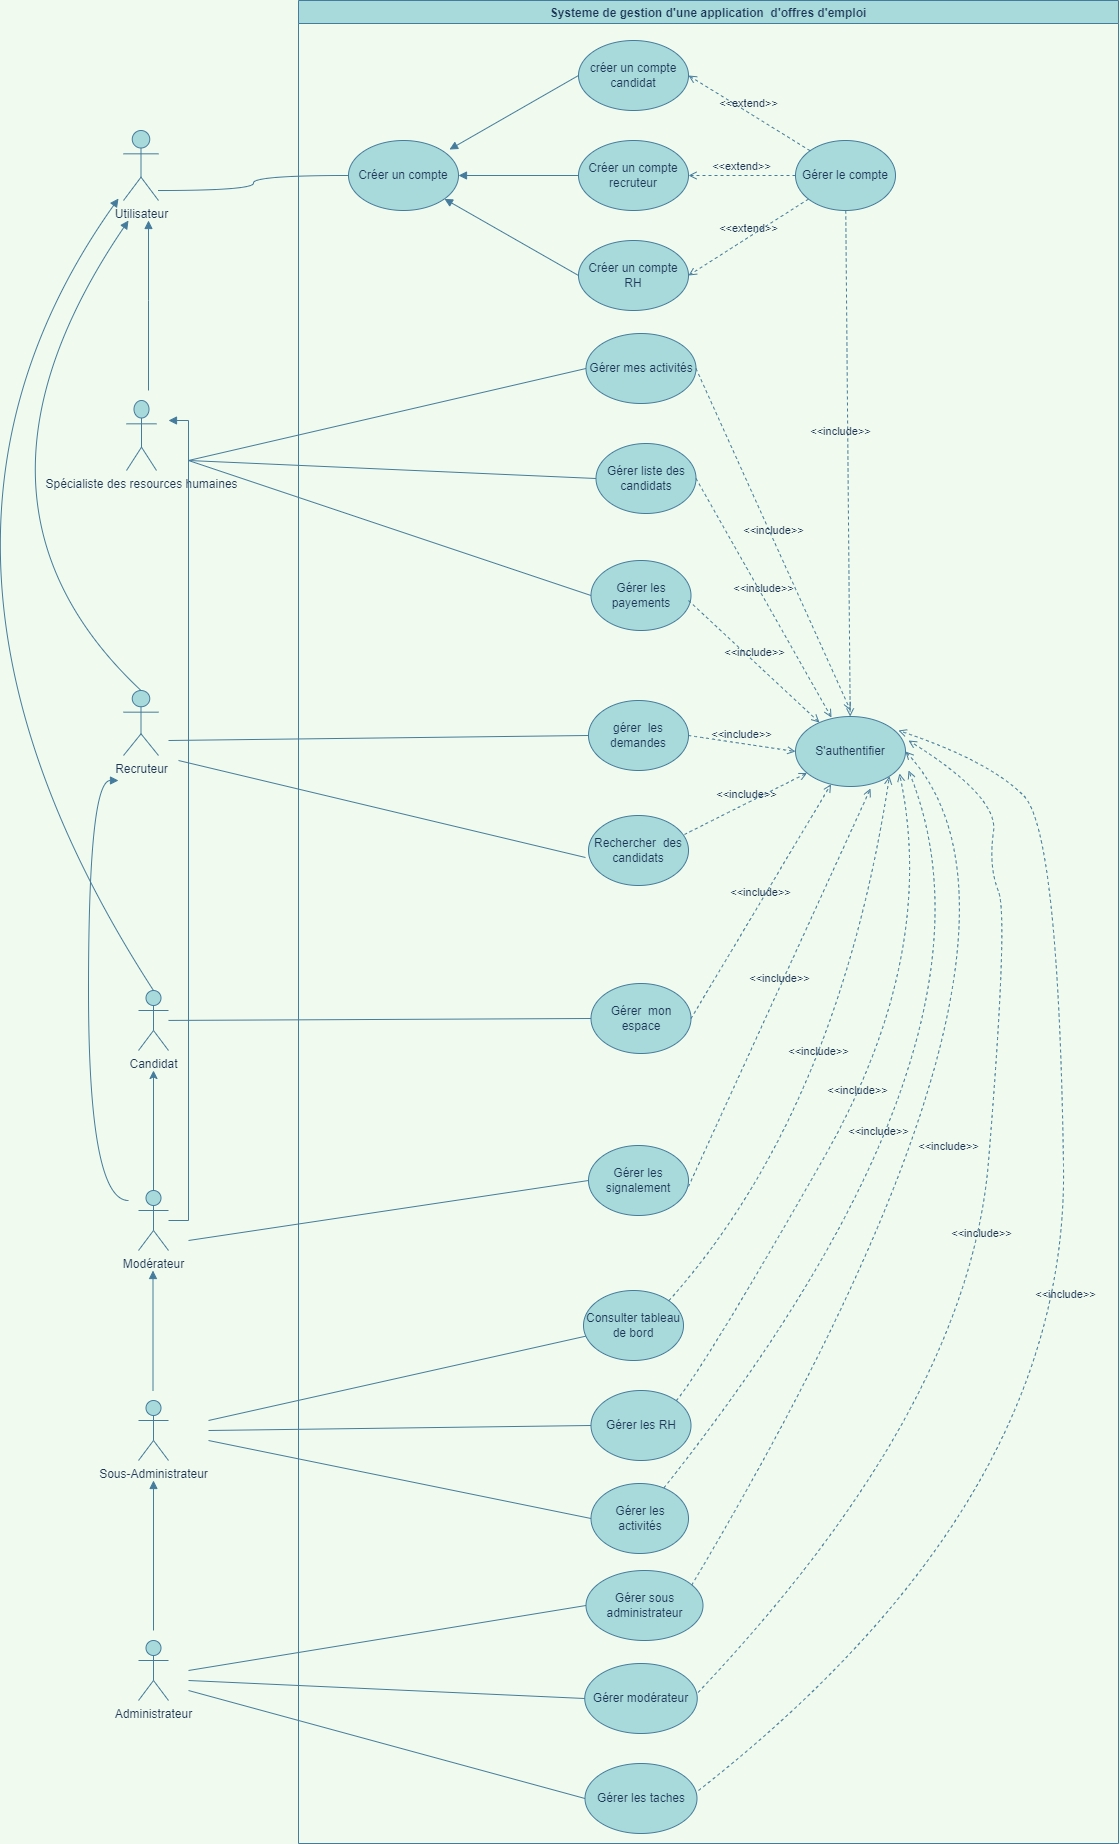 Systeme de gestion d'une application  d'offres d'emploi
créer un compte
candidat
<<extend>>
Utilisateur
Créer un compte
Créer un compte
recruteur
<<extend>>
Gérer le compte
<<extend>>
Créer un compte
RH
Gérer mes activités
<<include>>
Spécialiste des resources humaines
Gérer liste des
candidats
<<include>>
<<include>>
Gérer les
payements
<<include>>
Recruteur
gérer  les
demandes
<<include>>
S'authentifier
<<include>>
Rechercher  des
candidats
<<include>>
<<include>>
Candidat
Gérer  mon
espace
<<include>>
<<include>>
<<include>>
<<include>>
Modérateur
Gérer les
signalement
<<include>>
<<include>>
Consulter tableau
de bord
Sous-Administrateur
Gérer les RH
Gérer les
activités
Gérer sous
administrateur
Administrateur
Gérer modérateur
Gérer les taches